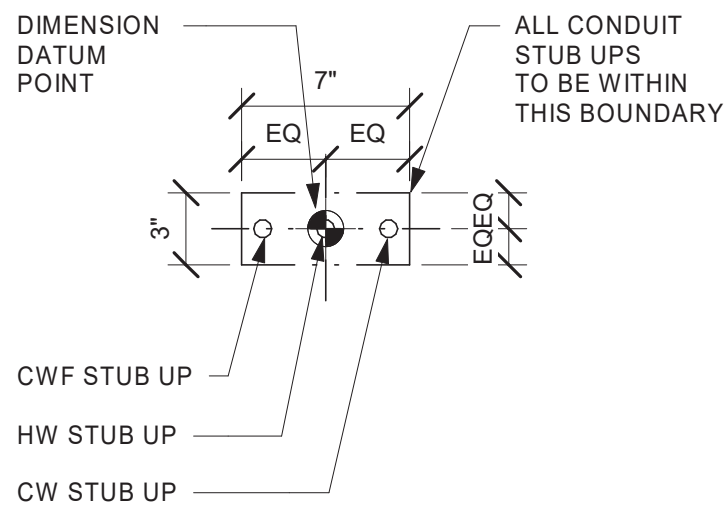 DIMENSION
DATUM
POINT
ALL CONDUIT
STUB UPS
TO BE WITHIN
THIS BOUNDARY
7"
EQ EQ
3"
EQEQ
CWF STUB UP
HW STUB UP
CW STUB UP